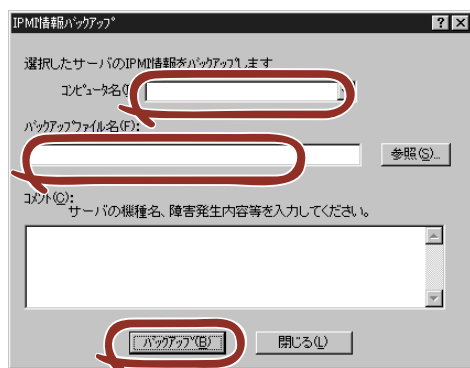 IPMI情報ﾊﾞｯｸｱｯﾌﾟ
選択したサーバのIPMI情報をﾊﾞｯｸｱｯﾌﾟします
ｺﾝﾋﾟｭｰﾀ名(
ﾊﾞｯｸｱｯﾌﾟﾌｧｲﾙ名(F):
参照(S)...
ｺﾒﾝﾄ(C):
サーバの機種名、障害発生内容等を入力してください。
ﾊﾞｯｸｱｯﾌﾟ(B)
閉じる(L)